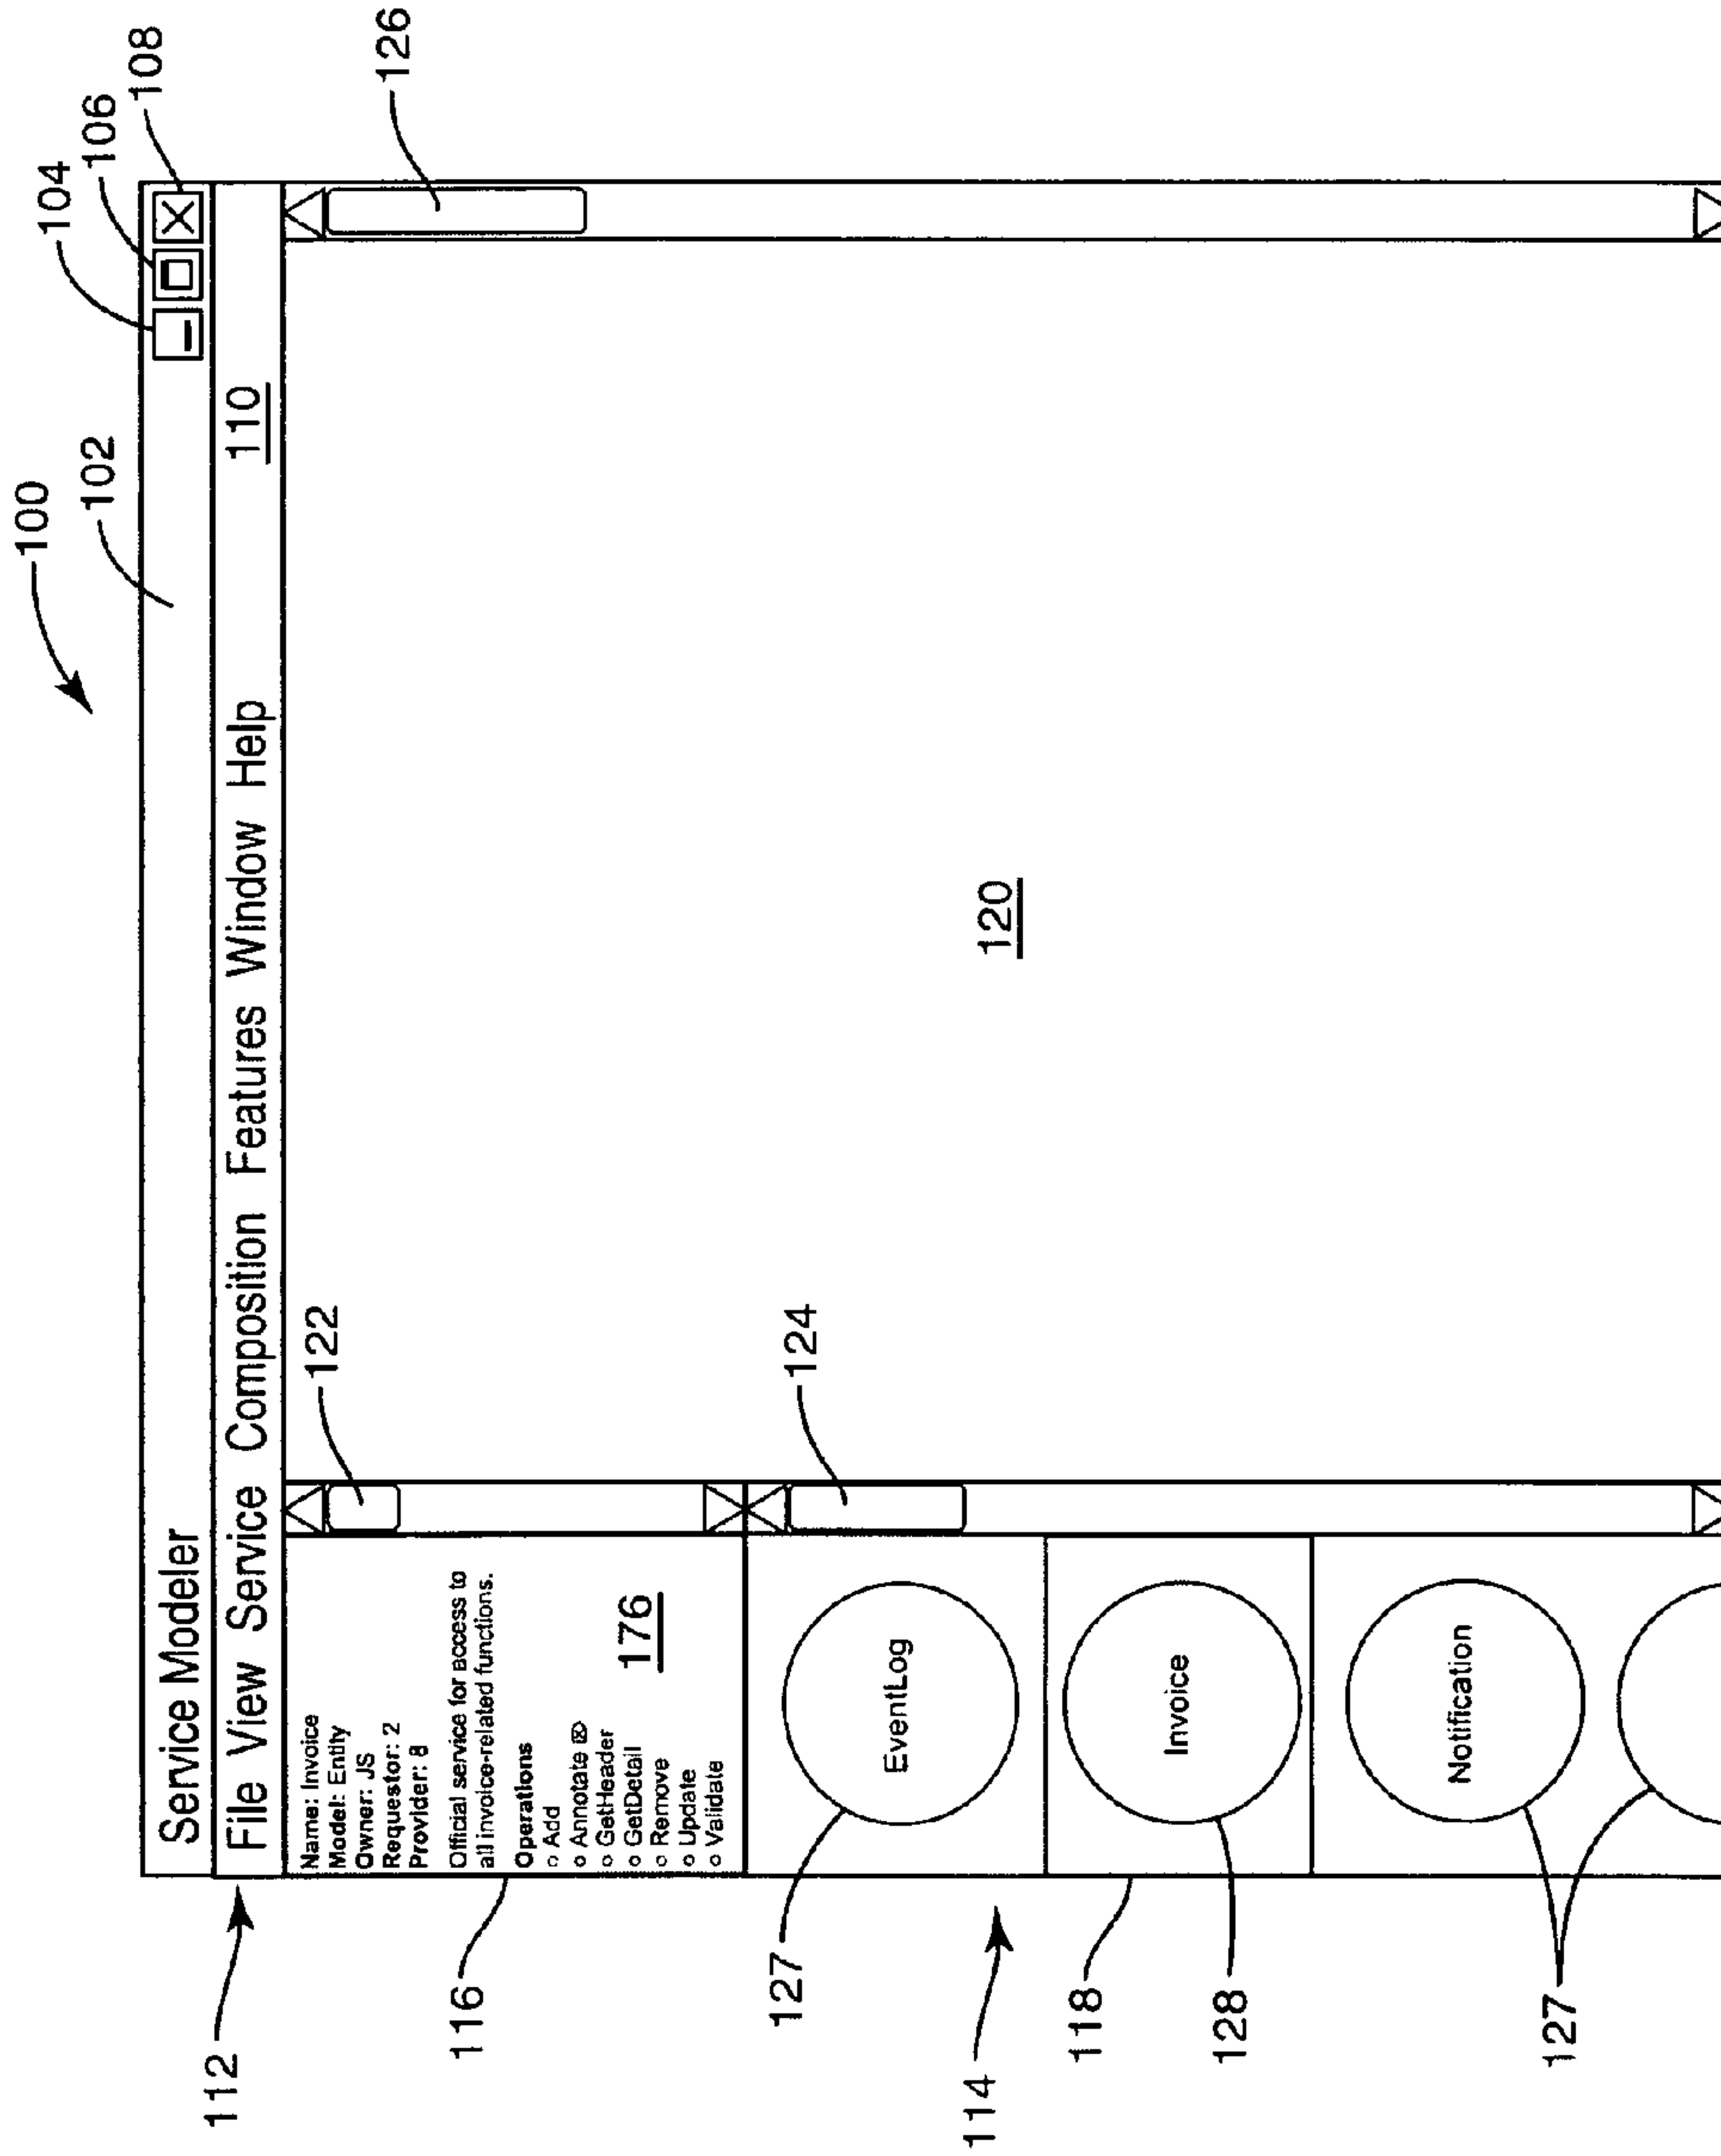 100
102
104
106
108
Service Modeler
112
File View Service Composition Features Window Help
110
122
126
Name: Invoice
Model: Entity
Owner: JS
Requestor: 2
Provider: 8
Official service for access to
all invoice-related functions.
116
Operations
o Add
o Annotate
o GetHeader
o GetDetail
o Remove
o Update
o Validate
176
124
127
EventLog
120
114
118
128
Invoice
Notification
127